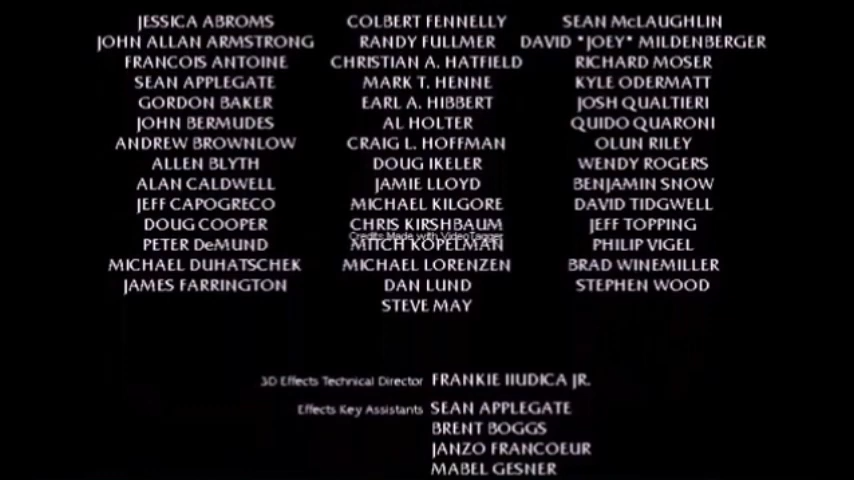 JESSICA ABROMS COLBERT FENNELLY SEAN McLAUGHLIN
JOHN ALLAN ARMSTRONG RANDY FULLMER DAVID "JOEY" MILDENBERGER
FRANCOIS ANTOINE CHRISTIAN A. HATFIELD RICHARD MOSER
SEAN APPLEGATE MARK T. HENNE KYLE ODERMATT
GORDON BAKER EARL A. HIBBERT JOSH QUALTIERI
JOHN BERMUDES AL HOLTER QUIDO QUARONI
ANDREW BROWNLOW CRAIG L. HOFFMAN OLUN RILEY
ALLEN BLYTH DOUG IKELER WENDY ROGERS
ALAN CALDWELL JAMIE LLOYD BENJAMIN SNOW
JEFF CAPOGRECO MICHAEL KILGORE DAVID TIDGWELL
DOUG COOPER CHRIS KIRSHBAUM JEFF TOPPING
Credits Made with VideoTagger
PETER DeMUND MITCH KOPELMAN PHILIP VIGEL
MICHAEL DUHATSCHEK MICHAEL LORENZEN BRAD WINEMILLER
JAMES FARRINGTON DAN LUND STEPHEN WOOD
STEVE MAY
3D Effects Technical Director FRANKIE IIUDICA JR.
Effects Key Assistants SEAN APPLEGATE
BRENT BOGGS
JANZO FRANCOEUR
MABEL GESNER